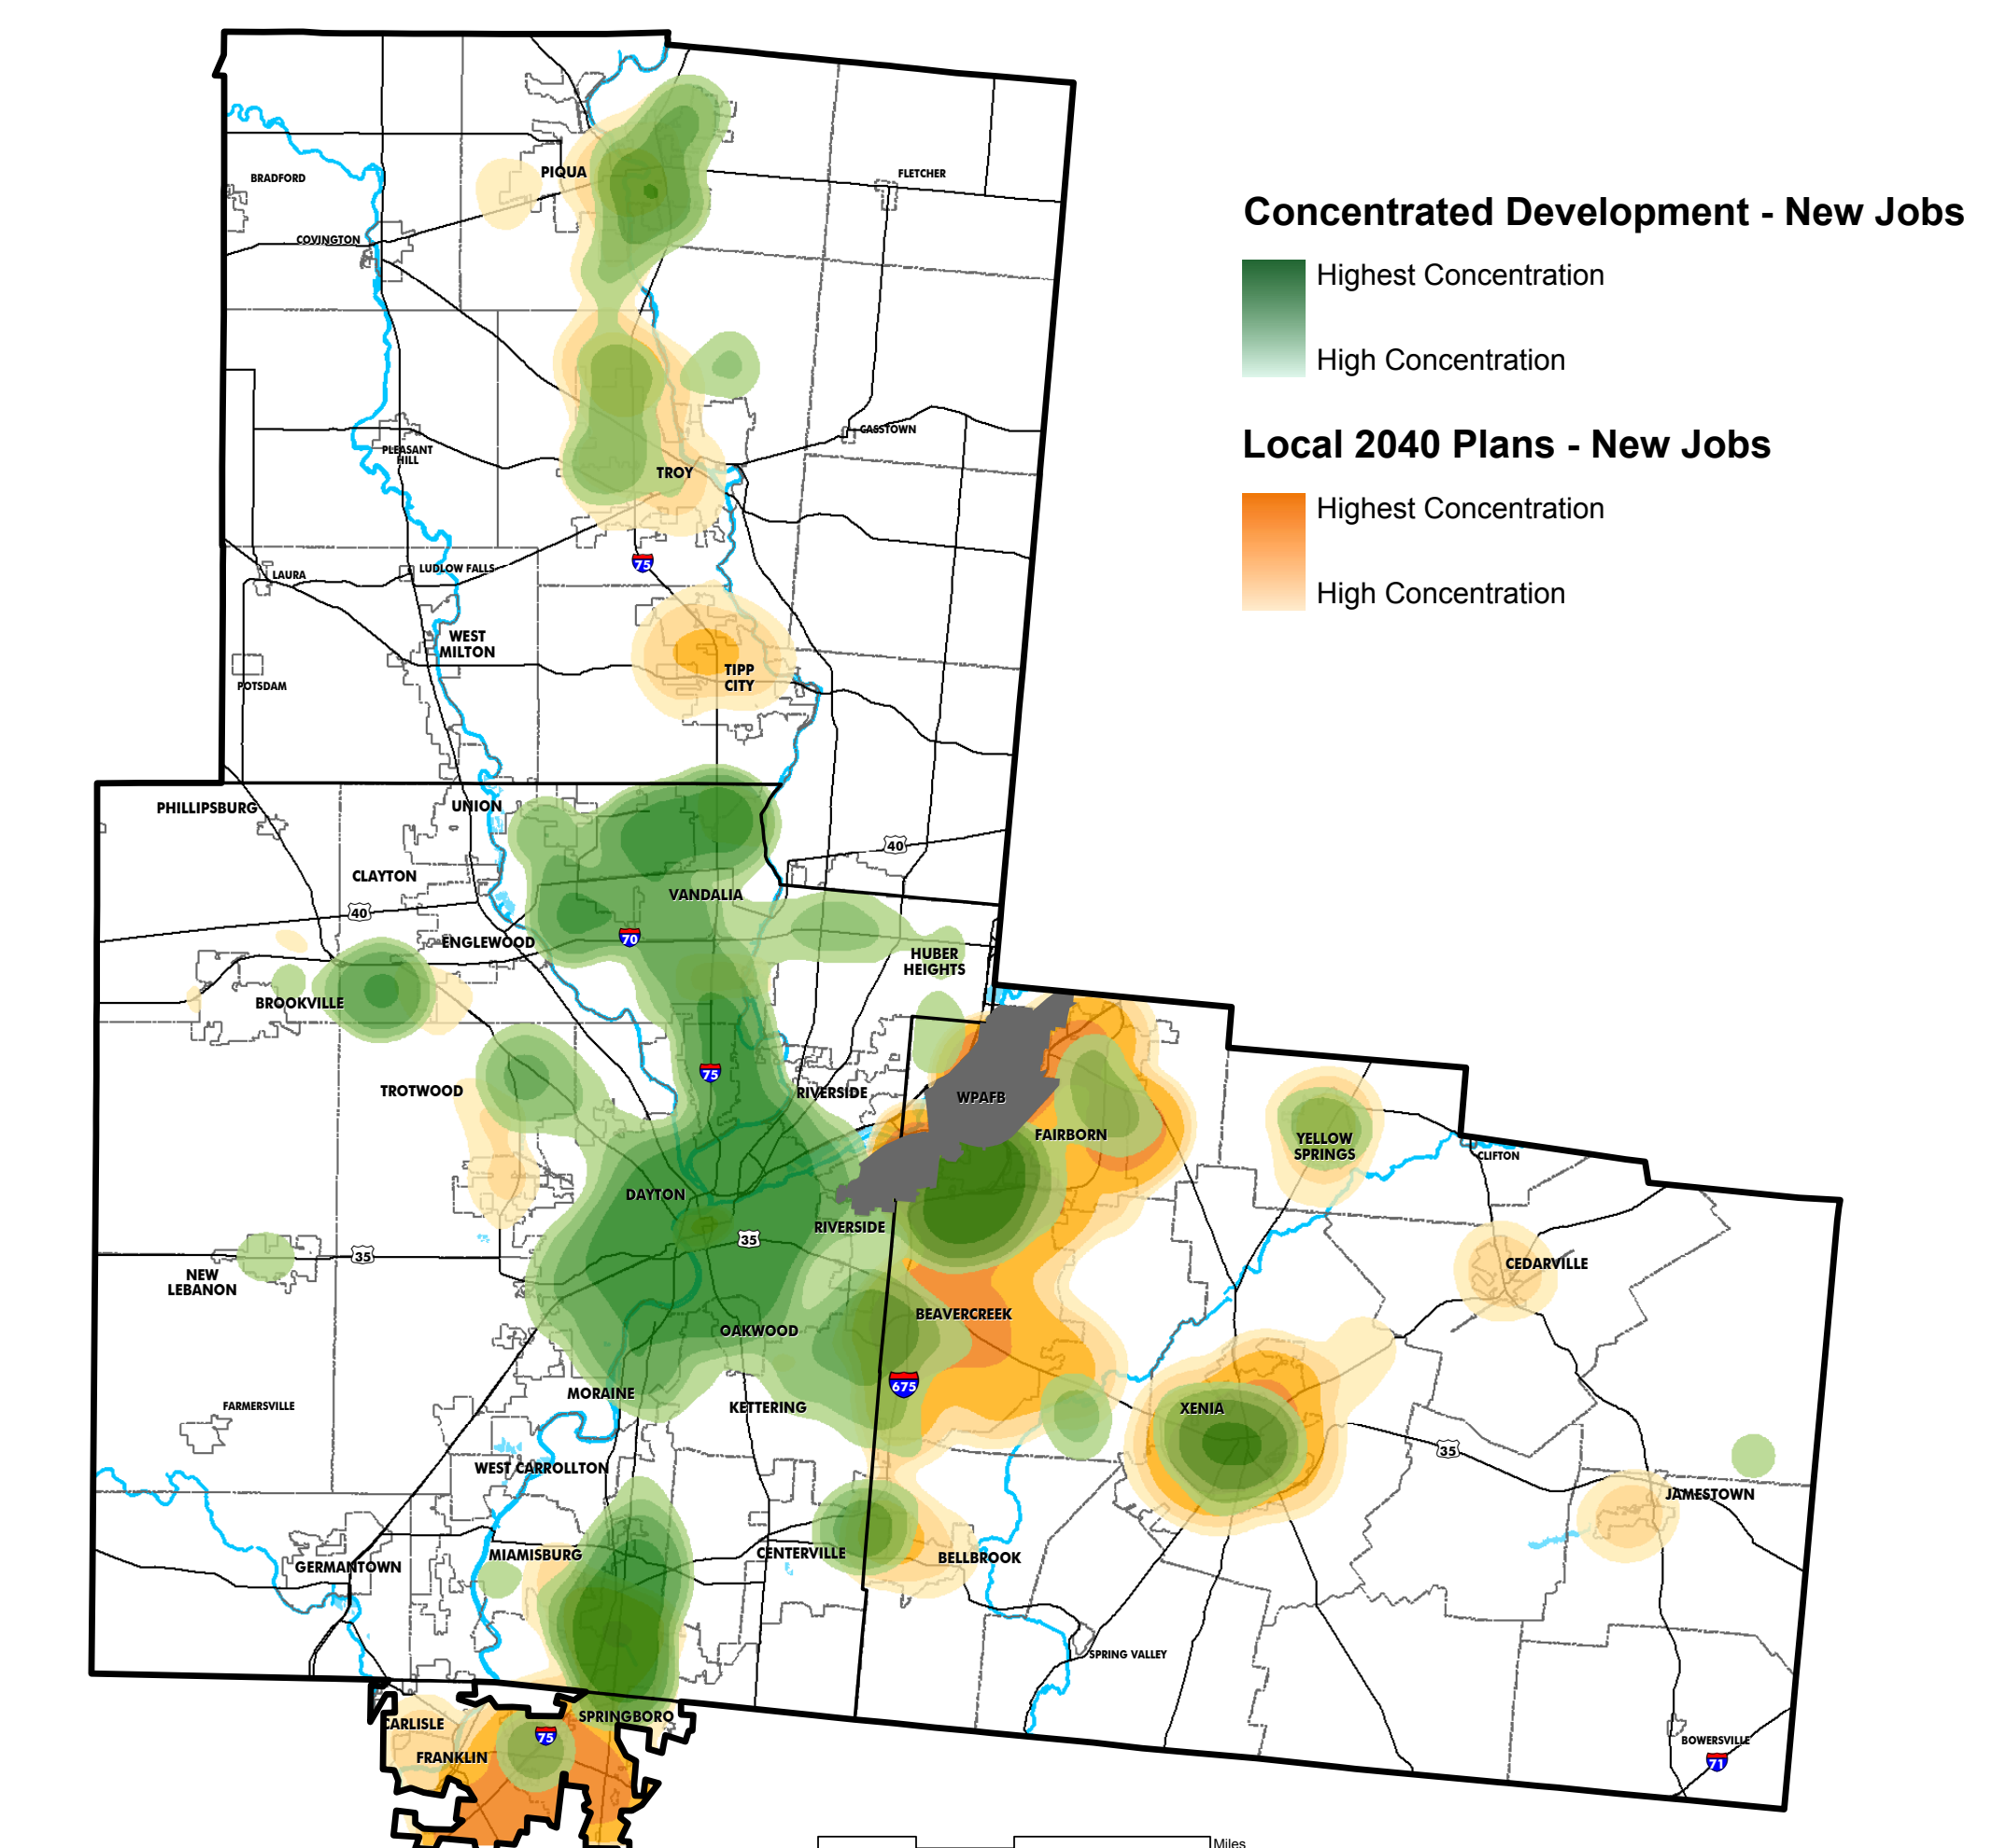 Concentrated Development - New Jobs
Highest Concentration
High Concentration
Local 2040 Plans - New Jobs
Highest Concentration
High Concentration
BRADFORD
PIQUA
FLETCHER
COVINGTON
PLEASANT
HILL
CASSTOWN
TROY
75
LAURA
LUDLOW FALLS
WEST
MILTON
TIPP
CITY
POTSDAM
PHILLIPSBURG
UNION
40
CLAYTON
VANDALIA
40
ENGLEWOOD
70
HUBER
HEIGHTS
BROOKVILLE
75
TROTWOOD
RIVERSIDE
WPAFB
FAIRBORN
YELLOW
SPRINGS
CLIFTON
DAYTON
RIVERSIDE
35
35
NEW
LEBANON
CEDARVILLE
BEAVERCREEK
OAKWOOD
675
MORAINE
KETTERING
FARMERSVILLE
XENIA
35
WEST CARROLLTON
JAMESTOWN
MIAMISBURG
CENTERVILLE
BELLBROOK
GERMANTOWN
SPRING VALLEY
CARLISLE
SPRINGBORO
75
FRANKLIN
BOWERSVILLE
71
Miles